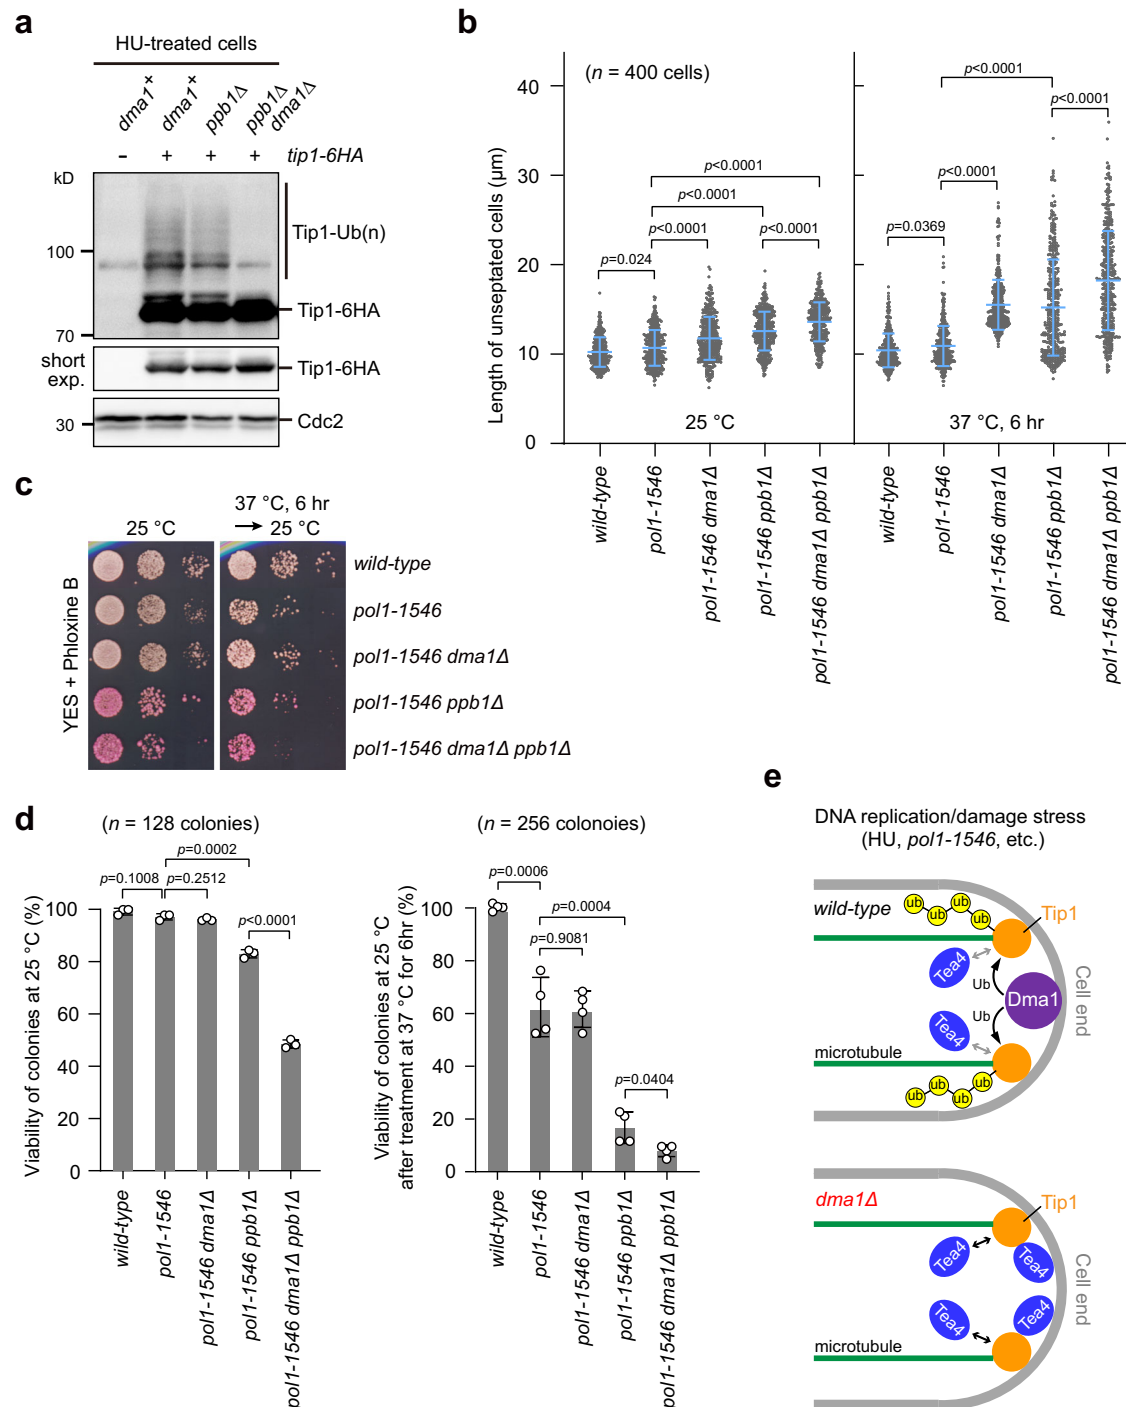 a
HU-treated cells
dma1+
dma1+
ppb1Δ
ppb1Δ
dma1Δ
- + + + tip1-6HA
kD
100
70
Tip1-Ub(n)
Tip1-6HA
short
exp.
Tip1-6HA
30
Cdc2
b
(n = 400 cells)
Length of unseptated cells (µm)
40
30
20
10
0
p=0.024
p<0.0001
p<0.0001
p<0.0001
p<0.0001
25 °C
p=0.0369
p<0.0001
p<0.0001
p<0.0001
37 °C, 6 hr
wild-type
pol1-1546
pol1-1546 dma1Δ
pol1-1546 ppb1Δ
pol1-1546 dma1Δ ppb1Δ
wild-type
pol1-1546
pol1-1546 dma1Δ
pol1-1546 ppb1Δ
pol1-1546 dma1Δ ppb1Δ
c
25 °C
37 °C, 6 hr
25 °C
YES + Phloxine B
wild-type
pol1-1546
pol1-1546 dma1Δ
pol1-1546 ppb1Δ
pol1-1546 dma1Δ ppb1Δ
d
(n = 128 colonies)
Viability of colonies at 25 °C (%)
100
80
60
40
20
0
p=0.0002
p=0.1008
p=0.2512
p<0.0001
wild-type
pol1-1546
pol1-1546 dma1Δ
pol1-1546 ppb1Δ
pol1-1546 dma1Δ ppb1Δ
(n = 256 colonoies)
Viability of colonies at 25 °C
after treatment at 37 °C for 6hr (%)
100
80
60
40
20
0
p=0.0006
p=0.0004
p=0.9081
p=0.0404
wild-type
pol1-1546
pol1-1546 dma1Δ
pol1-1546 ppb1Δ
pol1-1546 dma1Δ ppb1Δ
e
DNA replication/damage stress
(HU, pol1-1546, etc.)
wild-type
ub
ub
ub
ub
Tip1
Tea4
Ub
Dma1
Ub
Tea4
Cell end
microtubule
ub
ub
ub
ub
dma1Δ
Tip1
Tea4
Tea4
Cell end
Tea4
Tea4
microtubule